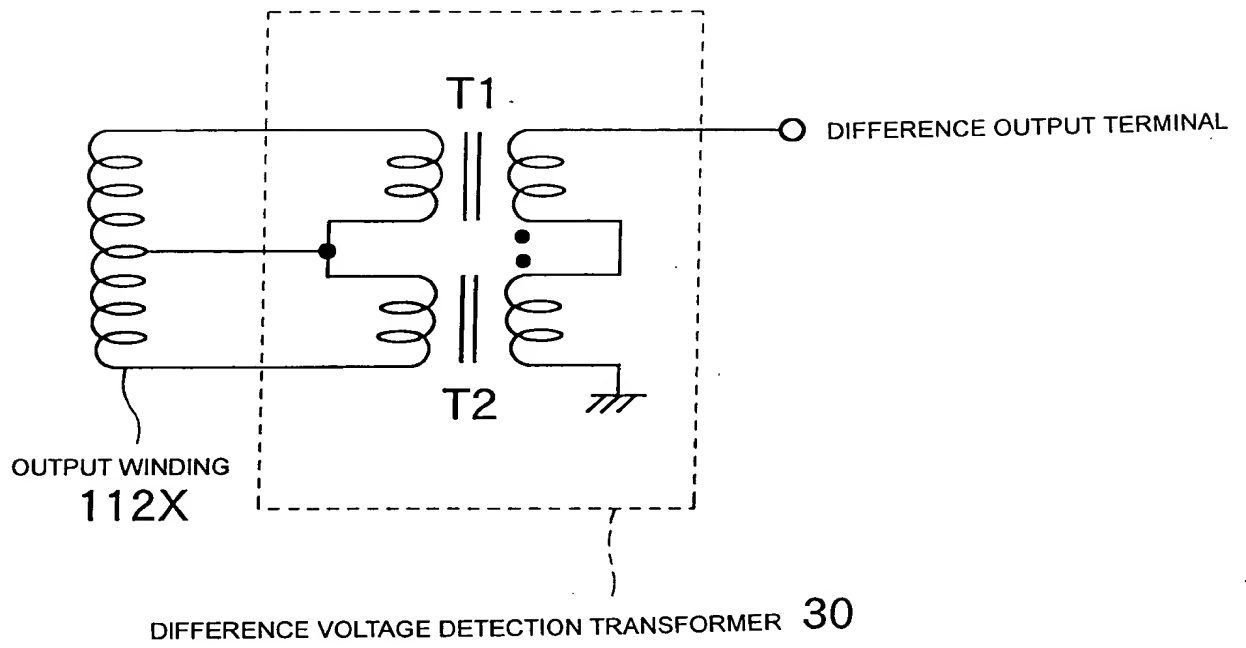 T1
DIFFERENCE OUTPUT TERMINAL
T2
OUTPUT WINDING
112X
DIFFERENCE VOLTAGE DETECTION TRANSFORMER 30